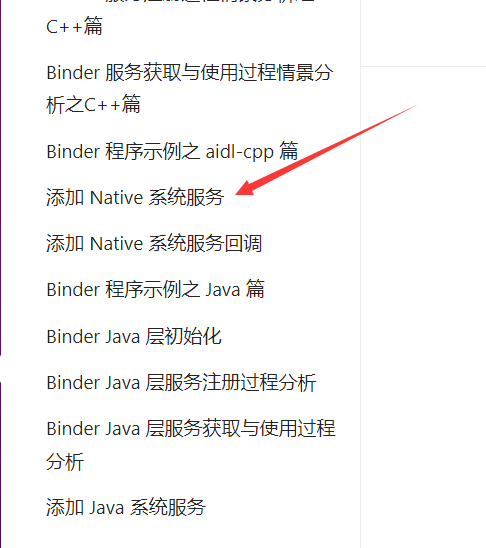 C++篇
Binder 服务获取与使用过程情景分
析之C++篇
Binder 程序示例之 aidl-cpp 篇
添加 Native 系统服务
添加 Native 系统服务回调
Binder 程序示例之 Java 篇
Binder Java 层初始化
Binder Java 层服务注册过程分析
Binder Java 层服务获取与使用过程
分析
添加 Java 系统服务